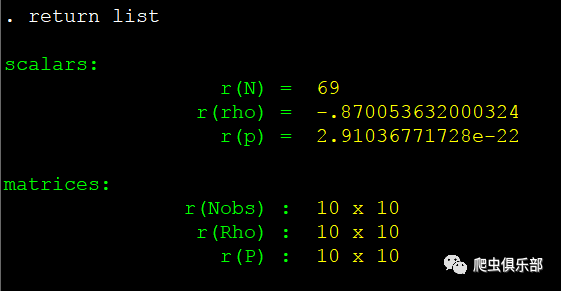 . return list
scalars:
r(N) = 69
r(rho) = -.870053632000324
r(p) = 2.91036771728e-22
matrices:
r(Nobs) : 10 x 10
r(Rho) : 10 x 10
r(P) : 10 x 10
爬虫俱乐部